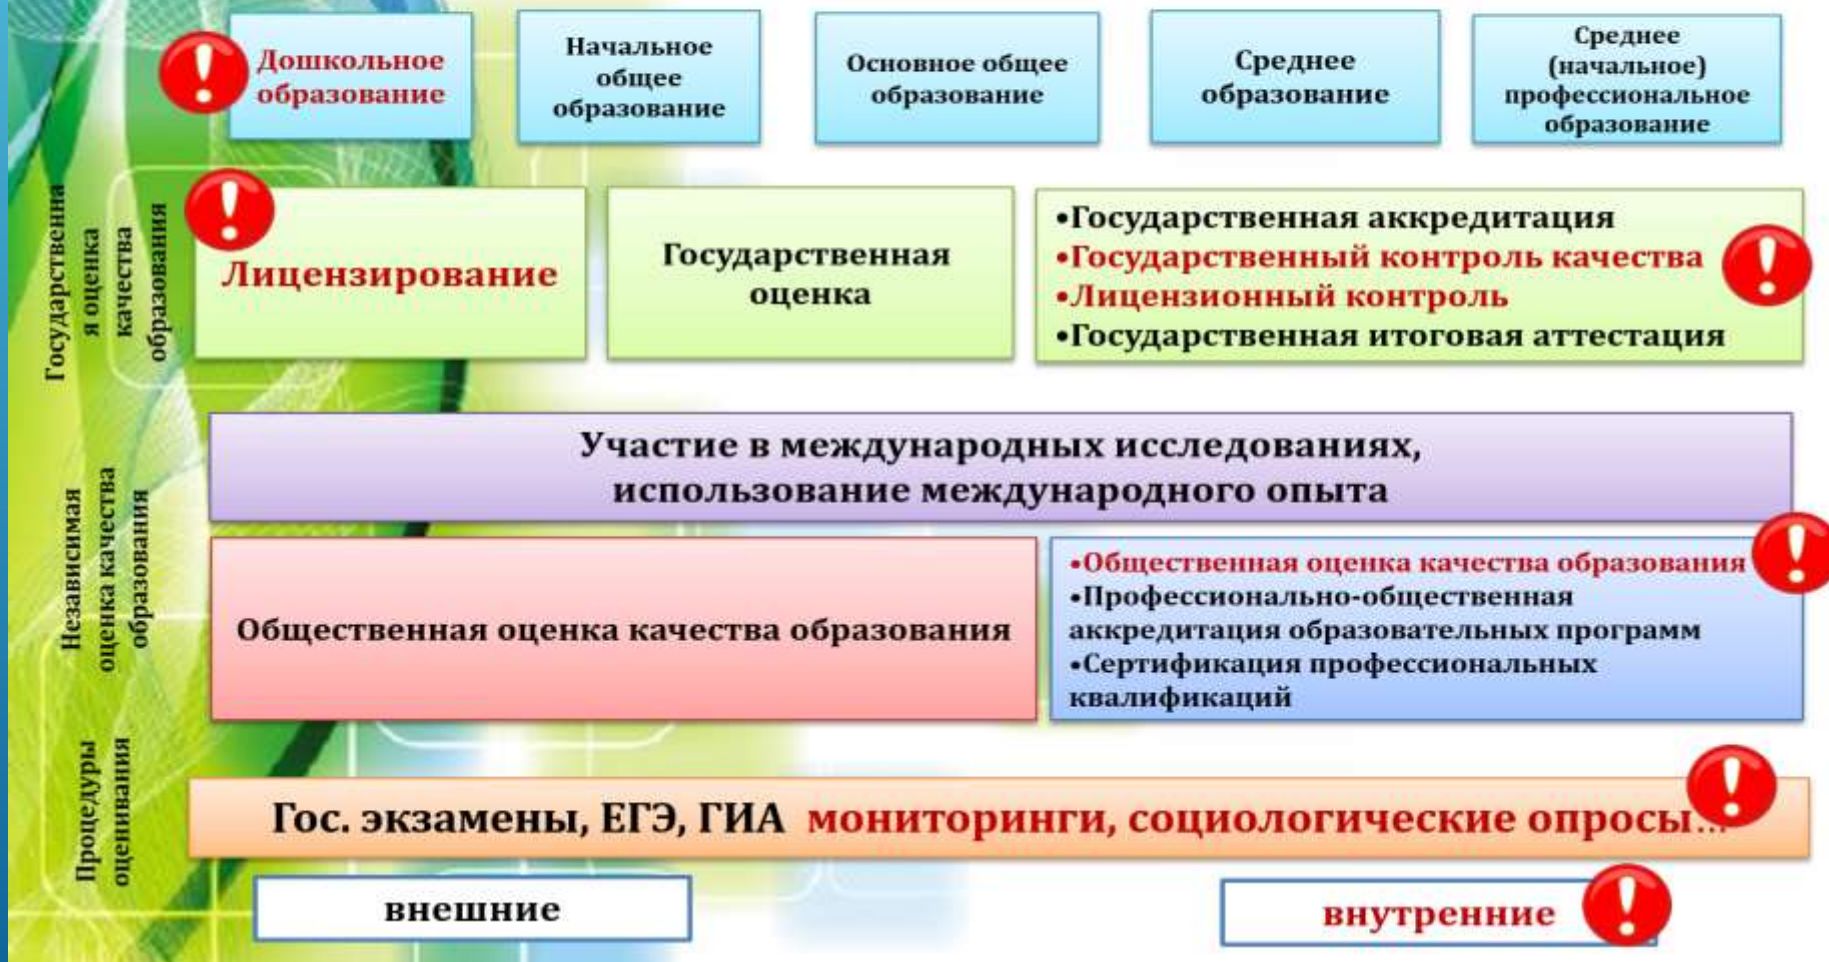 Дошкольное
образование
Начальное
общее
образование
Основное общее
образование
Среднее
образование
Среднее
(начальное)
профессиональное
образование
Государственна
я оценка
качества
образования
Лицензирование
Государственная
оценка
•Государственная аккредитация
•Государственный контроль качества
•Лицензионный контроль
•Государственная итоговая аттестация
Независимая
оценка качества
образования
Участие в международных исследованиях,
использование международного опыта
Общественная оценка качества образования
•Общественная оценка качества образования
•Профессионально-общественная
аккредитация образовательных программ
•Сертификация профессиональных
квалификаций
Процедуры
оценивания
Гос. экзамены, ЕГЭ, ГИА мониторинги, социологические опросы...
внешние
внутренние